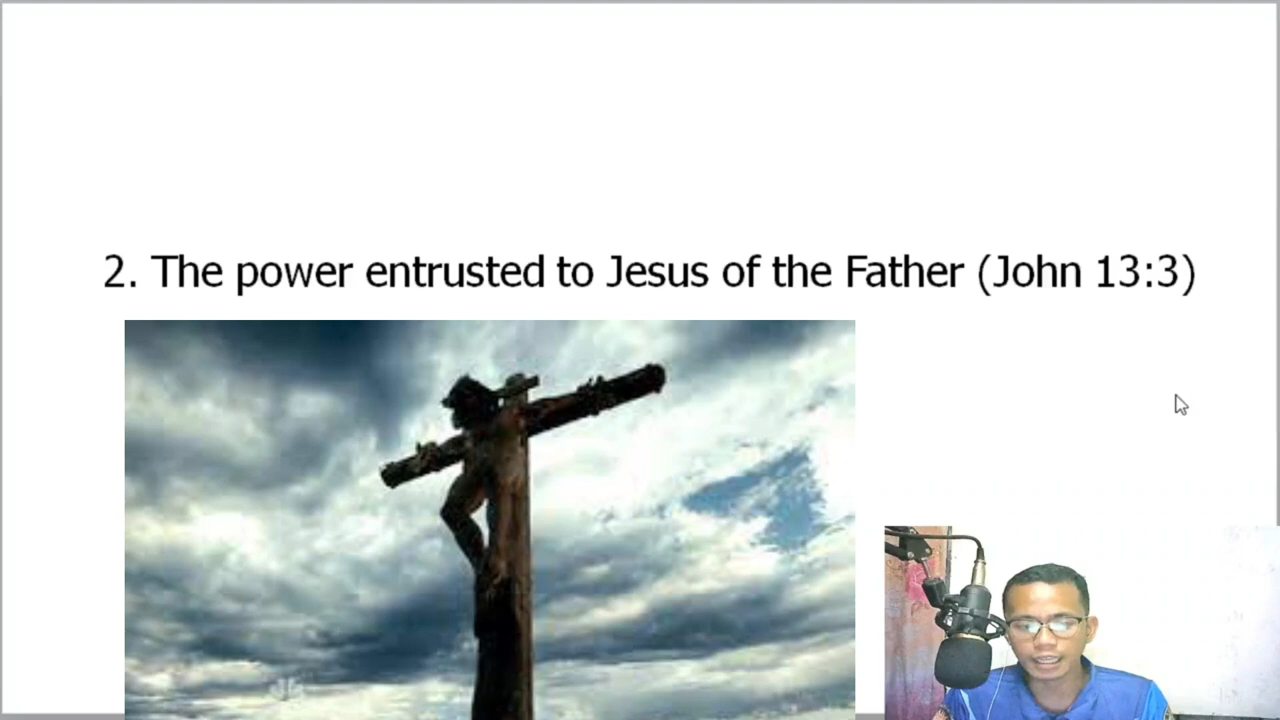 2. The power entrusted to Jesus of the Father (John 13:3)